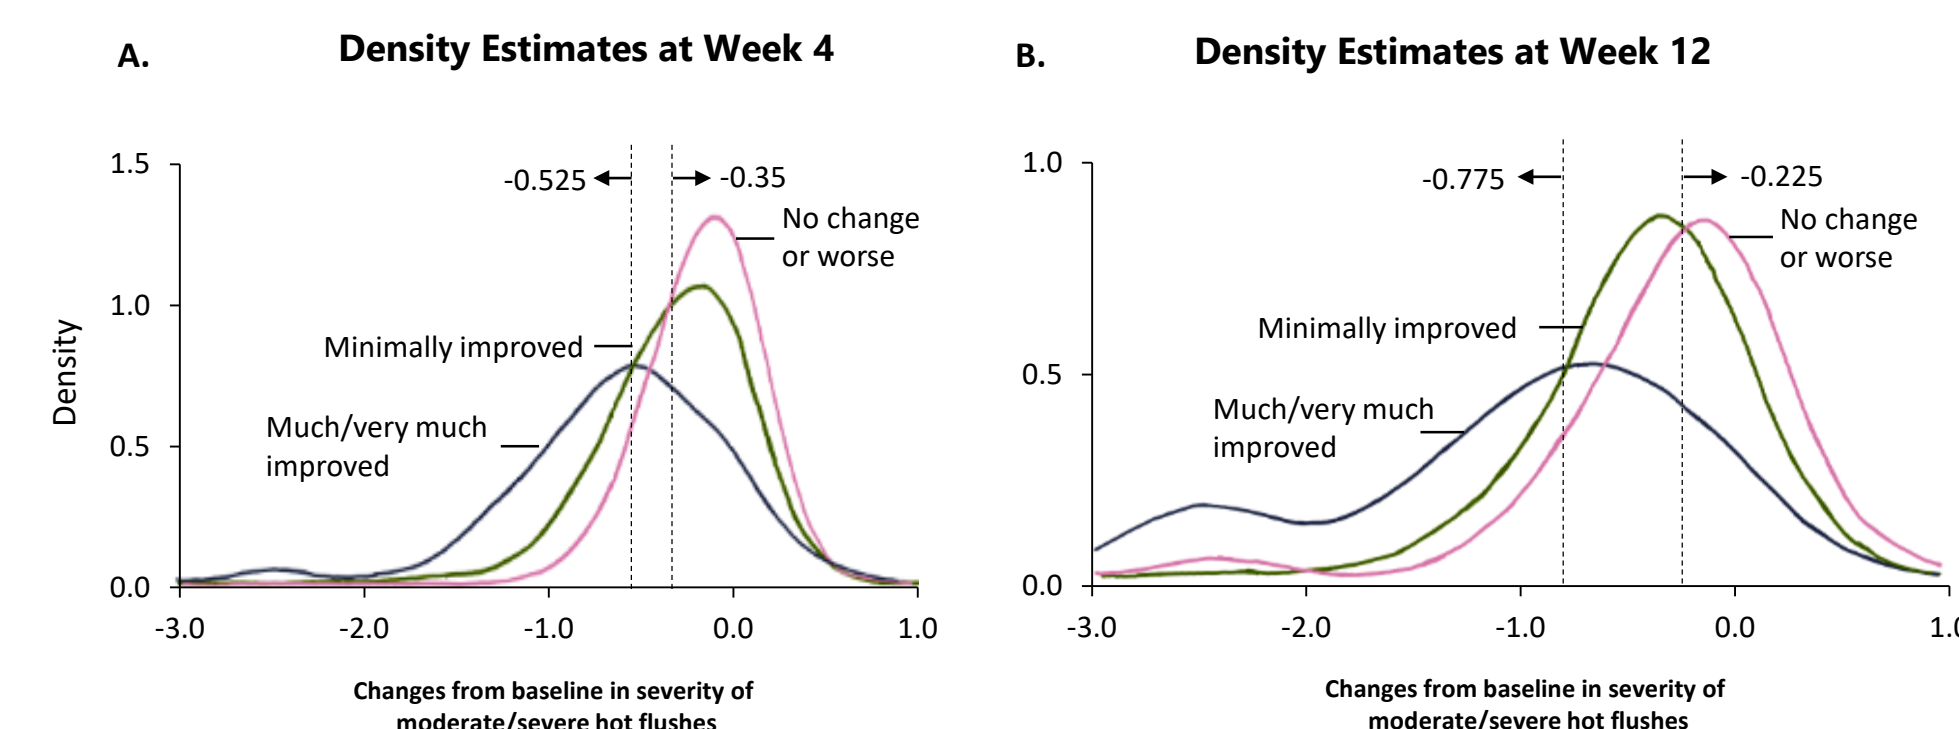 A.
Density Estimates at Week 4
1.5
1.0
0.5
0.0
Density
-0.525
-0.35
No change
or worse
Minimally improved
Much/very much
improved
-3.0 -2.0 -1.0 0.0 1.0
Changes from baseline in severity of
moderate/severe hot flushes
B.
Density Estimates at Week 12
1.0
0.5
0.0
-0.775
-0.225
No change
or worse
Minimally improved
Much/very much
improved
-3.0 -2.0 -1.0 0.0 1.0
Changes from baseline in severity of
moderate/severe hot flushes